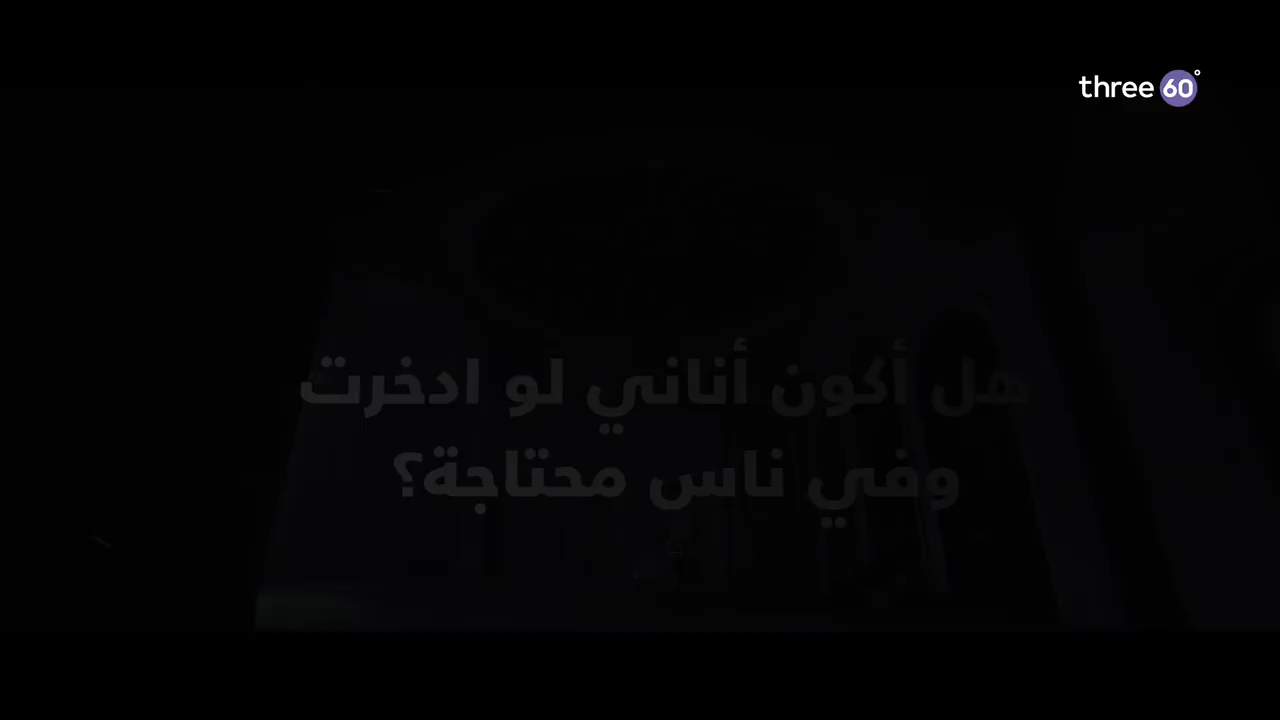 three60°
هل أكون أناني لو ادخرت
وفي ناس محتاجة؟